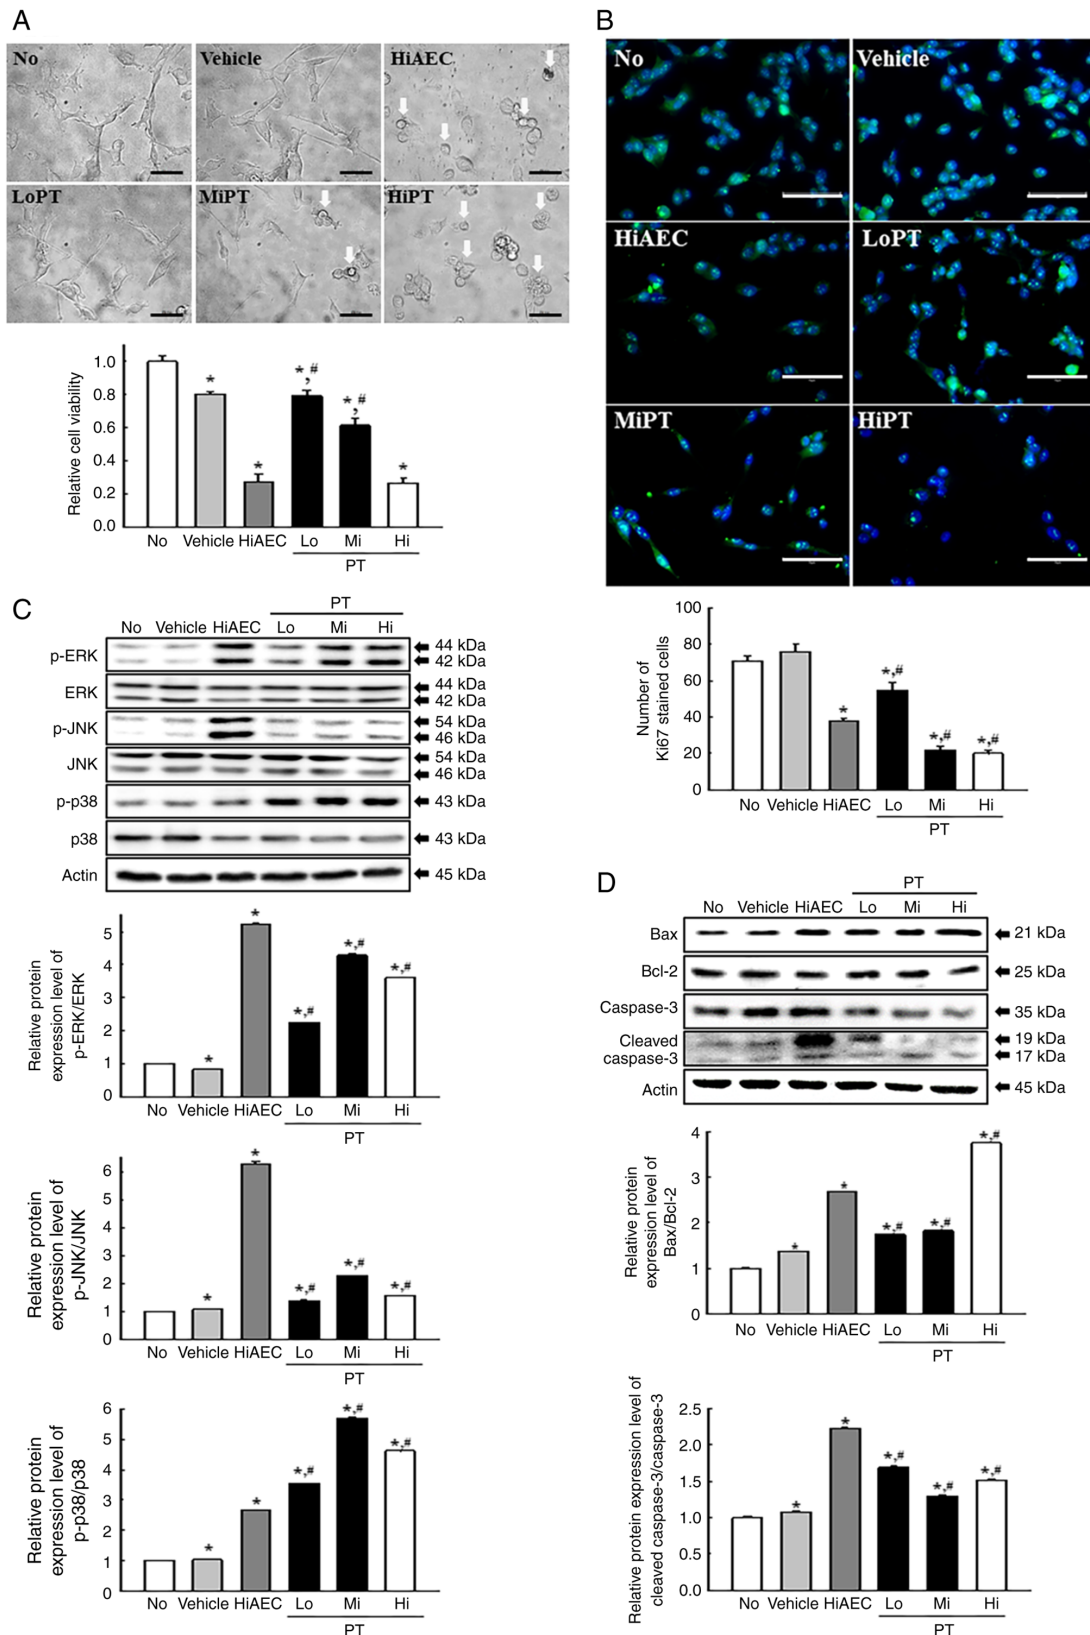 A
No Vehicle HiAEC
LoPT MiPT HiPT
Relative cell viability
1.0
0.8
0.6
0.4
0.2
0.0
*
*
*,#
*,#
*
No Vehicle HiAEC Lo Mi Hi
PT
B
No Vehicle
HiAEC LoPT
MiPT HiPT
Number of
Ki67 stained cells
100
80
60
40
20
0
*
*,#
*,#
*,#
No Vehicle HiAEC Lo Mi Hi
PT
C
PT
No Vehicle HiAEC Lo Mi Hi
p-ERK 44 kDa
42 kDa
ERK 44 kDa
42 kDa
p-JNK 54 kDa
46 kDa
JNK 54 kDa
46 kDa
p-p38 43 kDa
p38 43 kDa
Actin 45 kDa
Relative protein
expression level of
p-ERK/ERK
5
4
3
2
1
0
*
*
*,#
*,#
*,#
No Vehicle HiAEC Lo Mi Hi
PT
Relative protein
expression level of
p-JNK/JNK
6
5
4
3
2
1
0
*
*
*,#
*,#
*,#
No Vehicle HiAEC Lo Mi Hi
PT
Relative protein
expression level of
p-p38/p38
6
5
4
3
2
1
0
*
*
*,#
*,#
*,#
No Vehicle HiAEC Lo Mi Hi
PT
D
PT
No Vehicle HiAEC Lo Mi Hi
Bax 21 kDa
Bcl-2 25 kDa
Caspase-3 35 kDa
Cleaved 19 kDa
caspase-3 17 kDa
Actin 45 kDa
Relative protein
expression level of
Bax/Bcl-2
4
3
2
1
0
*
*
*,#
*,#
*,#
No Vehicle HiAEC Lo Mi Hi
PT
Relative protein expression level of
cleaved caspase-3/caspase-3
2.5
2.0
1.5
1.0
0.5
0.0
*
*
*,#
*,#
*,#
No Vehicle HiAEC Lo Mi Hi
PT